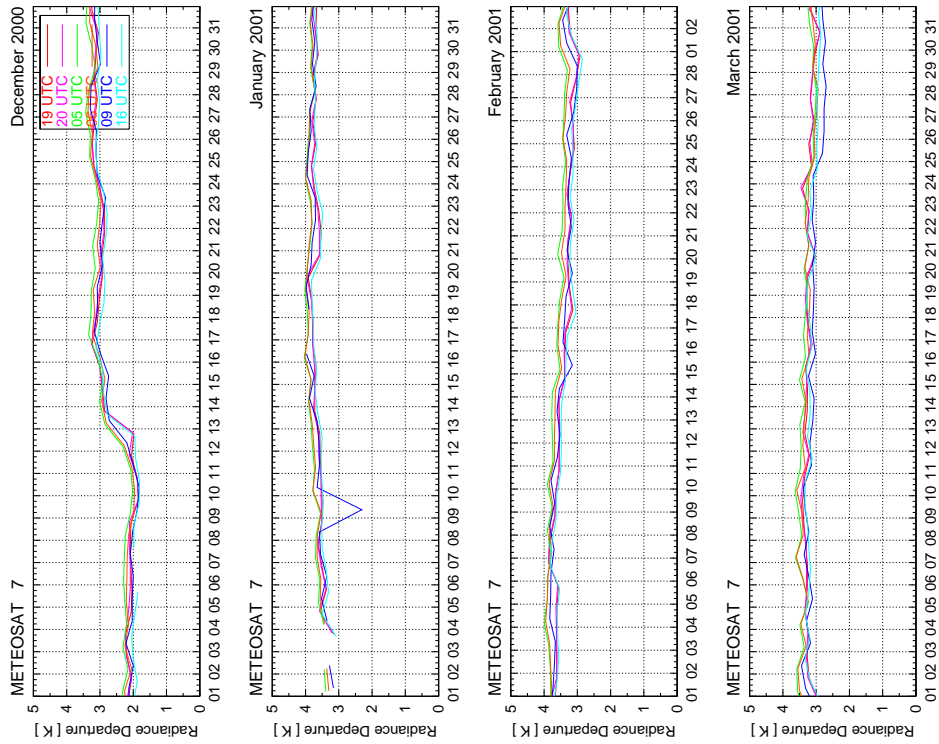 METEOSAT 7
December 2000
19 UTC
20 UTC
05 UTC
UTC
09 UTC
16 UTC
Radiance Departure [ K ]
5
4
3
2
1
0
01 02 03 04 05 06 07 08 09 10 11 12 13 14 15 16 17 18 19 20 21 22 23 24 25 26 27 28 29 30 31
METEOSAT 7
January 2001
Radiance Departure [ K ]
5
4
3
2
1
0
01 02 03 04 05 06 07 08 09 10 11 12 13 14 15 16 17 18 19 20 21 22 23 24 25 26 27 28 29 30 31
METEOSAT 7
February 2001
Radiance Departure [ K ]
5
4
3
2
1
0
01 02 03 04 05 06 07 08 09 10 11 12 13 14 15 16 17 18 19 20 21 22 23 24 25 26 27 28 01 02
METEOSAT 7
March 2001
Radiance Departure [ K ]
5
4
3
2
1
0
01 02 03 04 05 06 07 08 09 10 11 12 13 14 15 16 17 18 19 20 21 22 23 24 25 26 27 28 29 30 31